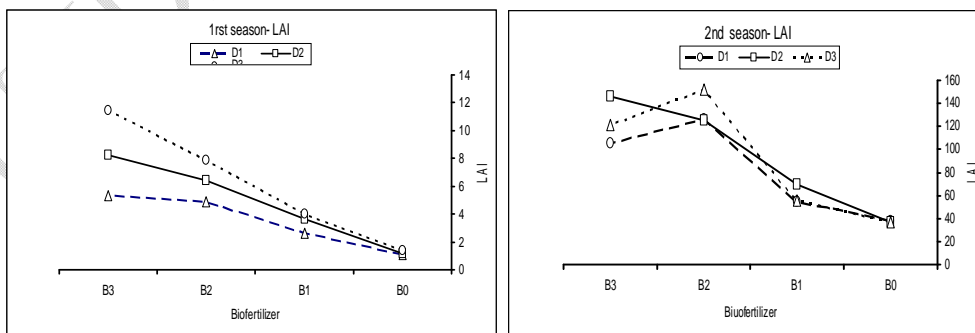 1rst season- LAI
D1 D2
D3
14
12
10
8
6
4
2
0
LAI
B3 B2 B1 B0
Biofertilizer
2nd season- LAI
D1 D2 D3
160
140
120
100
80
60
40
20
0
LAI
B3 B2 B1 B0
Biuofertilizer